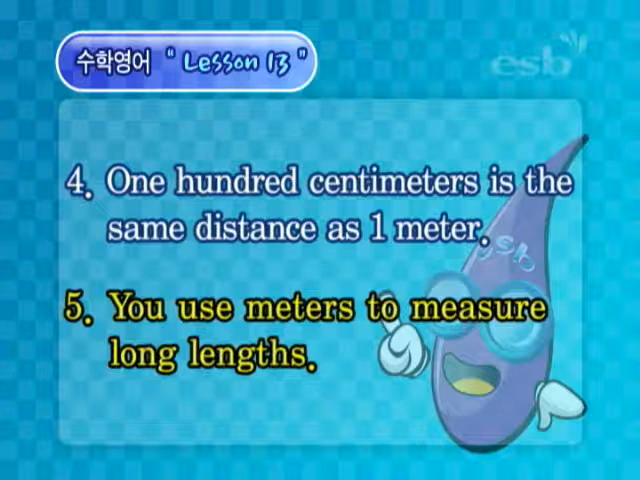 수학영어 "Lesson 13"
esb
4. One hundred centimeters is the
same distance as 1 meter.
esb
5. You use meters to measure
long lengths.